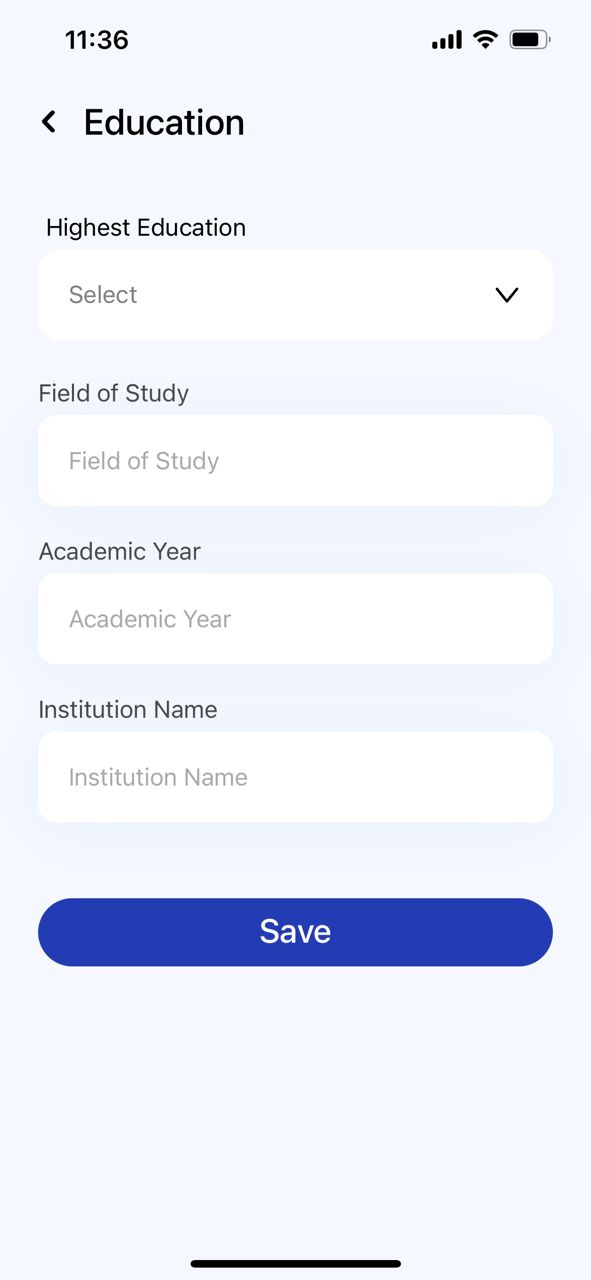 11:36
Education
Highest Education
Select
Field of Study
Field of Study
Academic Year
Academic Year
Institution Name
Institution Name
Save